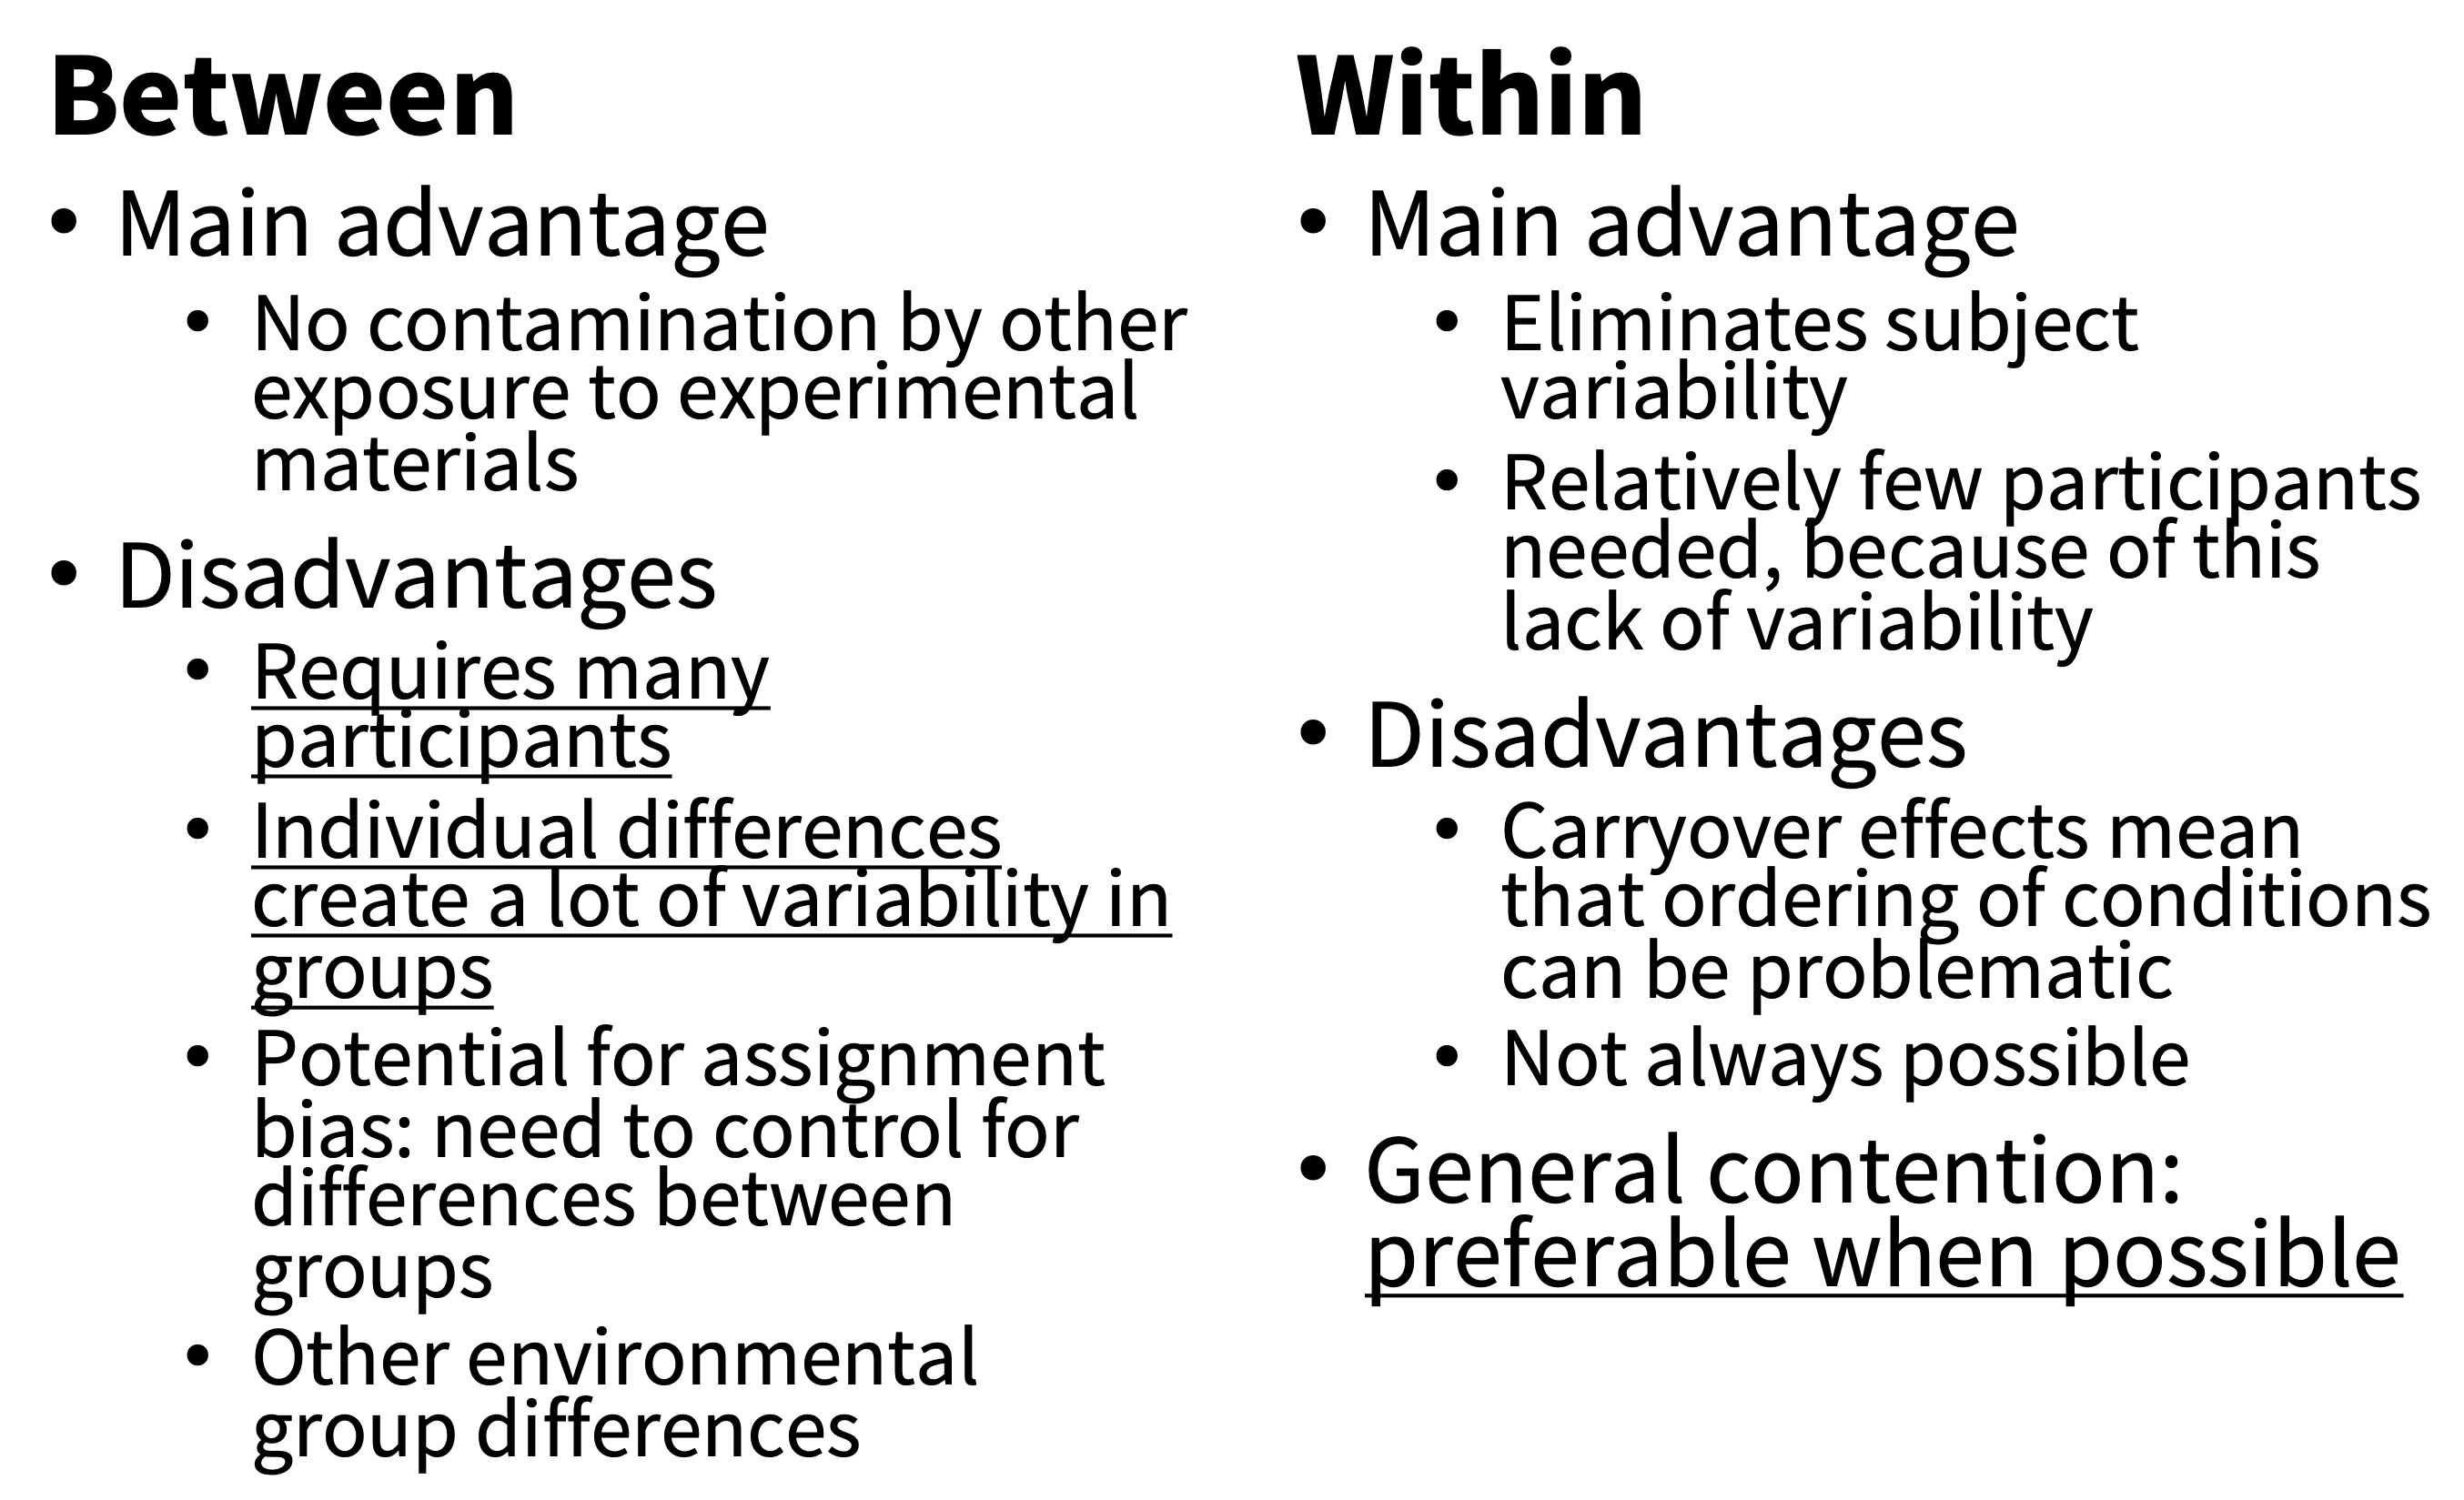 Between
• Main advantage
• No contamination by other
exposure to experimental
materials
• Disadvantages
• Requires many
participants
• Individual differences
create a lot of variability in
groups
• Potential for assignment
bias: need to control for
differences between
groups
• Other environmental
group differences
Within
• Main advantage
• Eliminates subject
variability
• Relatively few participants
needed, because of this
lack of variability
• Disadvantages
• Carryover effects mean
that ordering of conditions
can be problematic
• Not always possible
• General contention:
preferable when possible